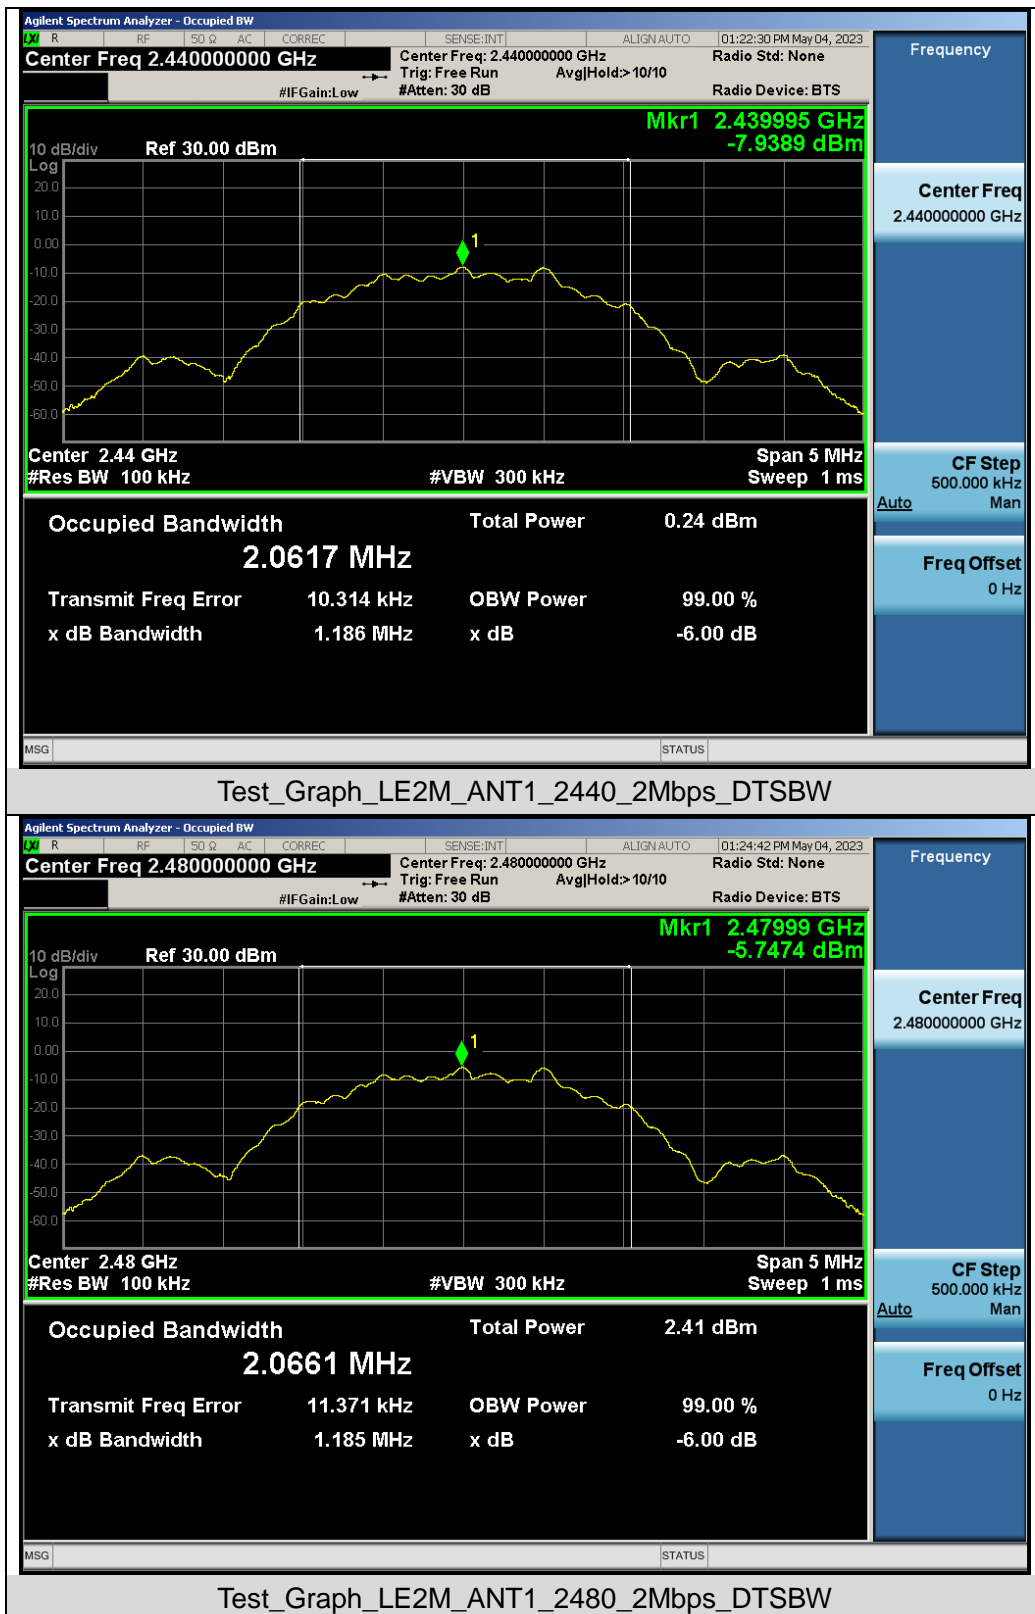 Agilent Spectrum Analyzer - Occupied BW
LXI R RF 50 Ω AC CORREC SENSE:INT ALIGN AUTO 01:22:30 PM May 04, 2023
Center Freq 2.440000000 GHz Center Freq: 2.440000000 GHz Radio Std: None
Trig: Free Run Avg|Hold:> 10/10
#IFGain:Low #Atten: 30 dB Radio Device: BTS
Frequency
Mkr1 2.439995 GHz
-7.9389 dBm
10 dB/div Ref 30.00 dBm
Log
20.0
10.0
0.00
-10.0
-20.0
-30.0
-40.0
-50.0
-60.0
1
Center 2.44 GHz Span 5 MHz
#Res BW 100 kHz #VBW 300 kHz Sweep 1 ms
Center Freq
2.440000000 GHz
CF Step
500.000 kHz
Auto Man
Freq Offset
0 Hz
Occupied Bandwidth Total Power 0.24 dBm
2.0617 MHz
Transmit Freq Error 10.314 kHz OBW Power 99.00 %
x dB Bandwidth 1.186 MHz x dB -6.00 dB
MSG STATUS
Test_Graph_LE2M_ANT1_2440_2Mbps_DTSBW
Agilent Spectrum Analyzer - Occupied BW
LXI R RF 50 Ω AC CORREC SENSE:INT ALIGN AUTO 01:24:42 PM May 04, 2023
Center Freq 2.480000000 GHz Center Freq: 2.480000000 GHz Radio Std: None
Trig: Free Run Avg|Hold:> 10/10
#IFGain:Low #Atten: 30 dB Radio Device: BTS
Frequency
Mkr1 2.47999 GHz
-5.7474 dBm
10 dB/div Ref 30.00 dBm
Log
20.0
10.0
0.00
-10.0
-20.0
-30.0
-40.0
-50.0
-60.0
1
Center 2.48 GHz Span 5 MHz
#Res BW 100 kHz #VBW 300 kHz Sweep 1 ms
Center Freq
2.480000000 GHz
CF Step
500.000 kHz
Auto Man
Freq Offset
0 Hz
Occupied Bandwidth Total Power 2.41 dBm
2.0661 MHz
Transmit Freq Error 11.371 kHz OBW Power 99.00 %
x dB Bandwidth 1.185 MHz x dB -6.00 dB
MSG STATUS
Test_Graph_LE2M_ANT1_2480_2Mbps_DTSBW